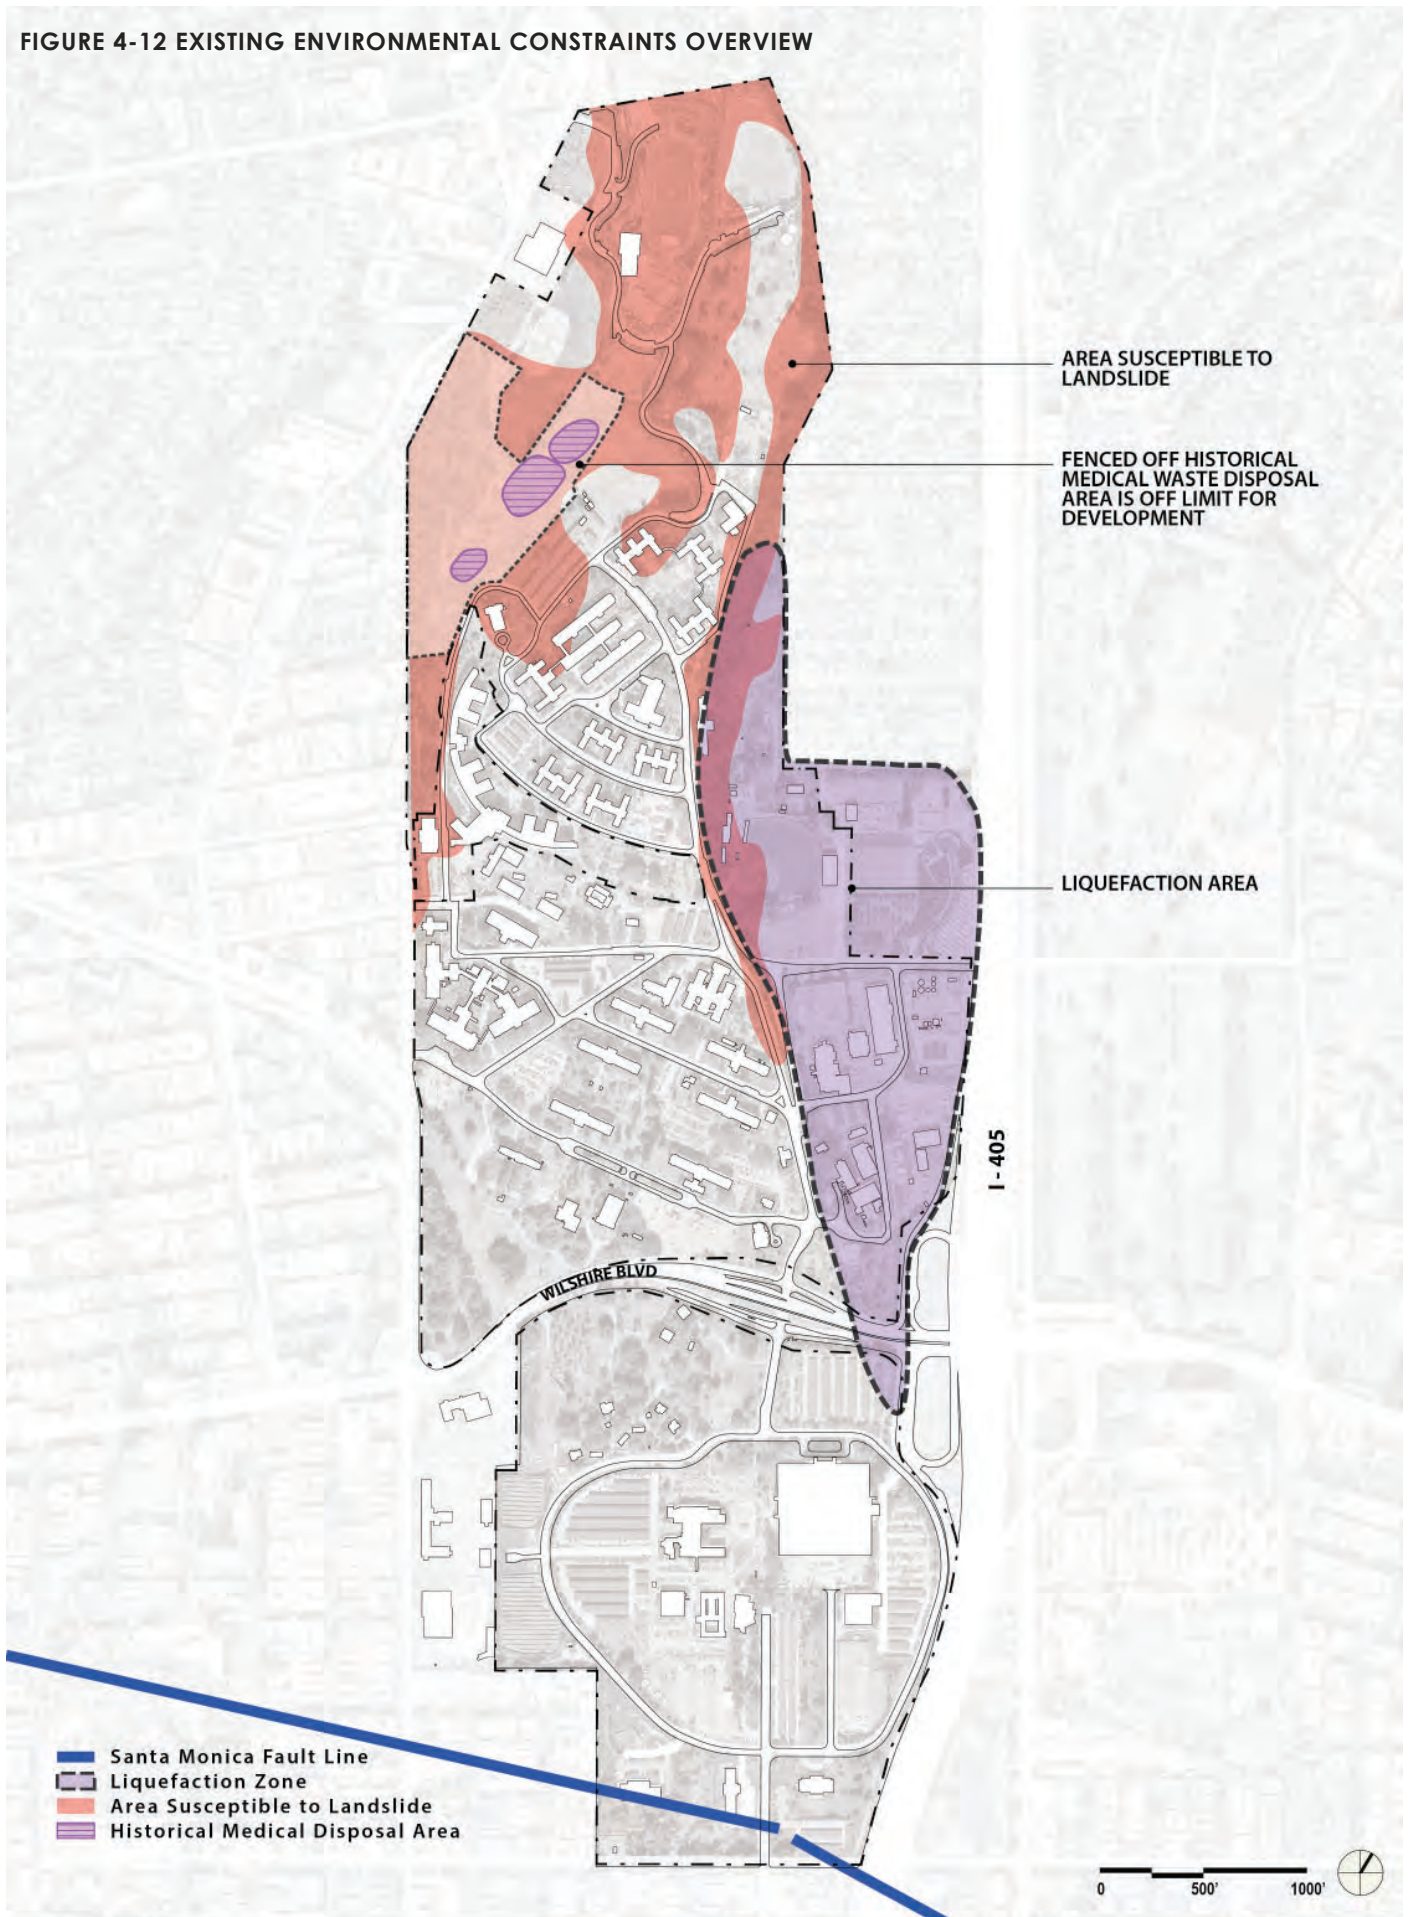 FIGURE 4-12 EXISTING ENVIRONMENTAL CONSTRAINTS OVERVIEW
AREA SUSCEPTIBLE TO
LANDSLIDE
FENCED OFF HISTORICAL
MEDICAL WASTE DISPOSAL
AREA IS OFF LIMIT FOR
DEVELOPMENT
LIQUEFACTION AREA
I - 405
WILSHIRE BLVD
Santa Monica Fault Line
Liquefaction Zone
Area Susceptible to Landslide
Historical Medical Disposal Area
0 500' 1000'